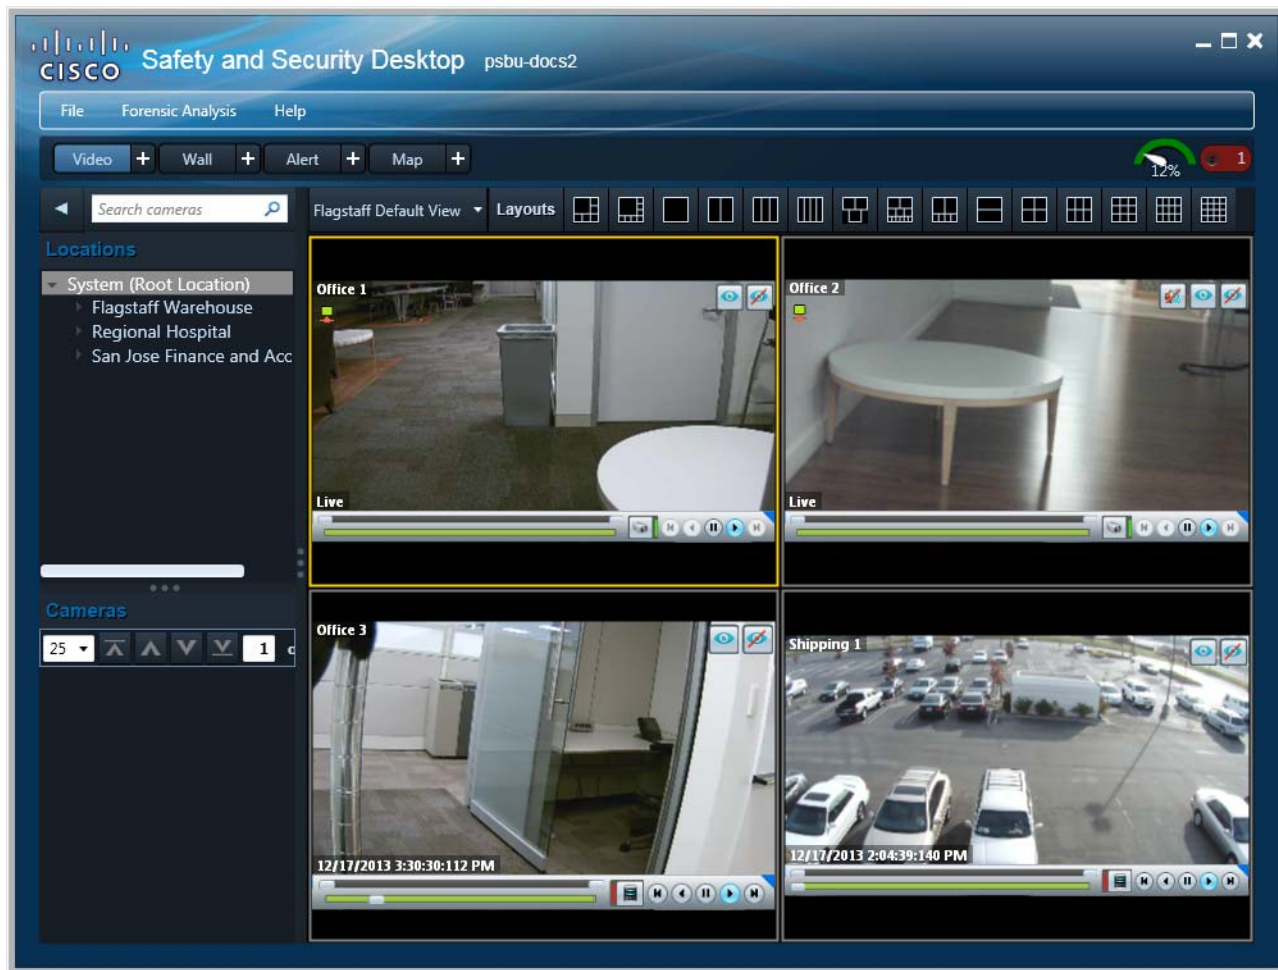 CISCO
Safety and Security Desktop psbu-docs2
File Forensic Analysis Help
Video + Wall + Alert + Map +
12% 1
Search cameras
Flagstaff Default View Layouts
Locations
System (Root Location)
Flagstaff Warehouse
Regional Hospital
San Jose Finance and Acc
Office 1
Live
Office 2
Live
Cameras
25 1 o
Office 3
12/17/2013 3:30:30:112 PM
Shipping 1
12/17/2013 2:04:39:140 PM